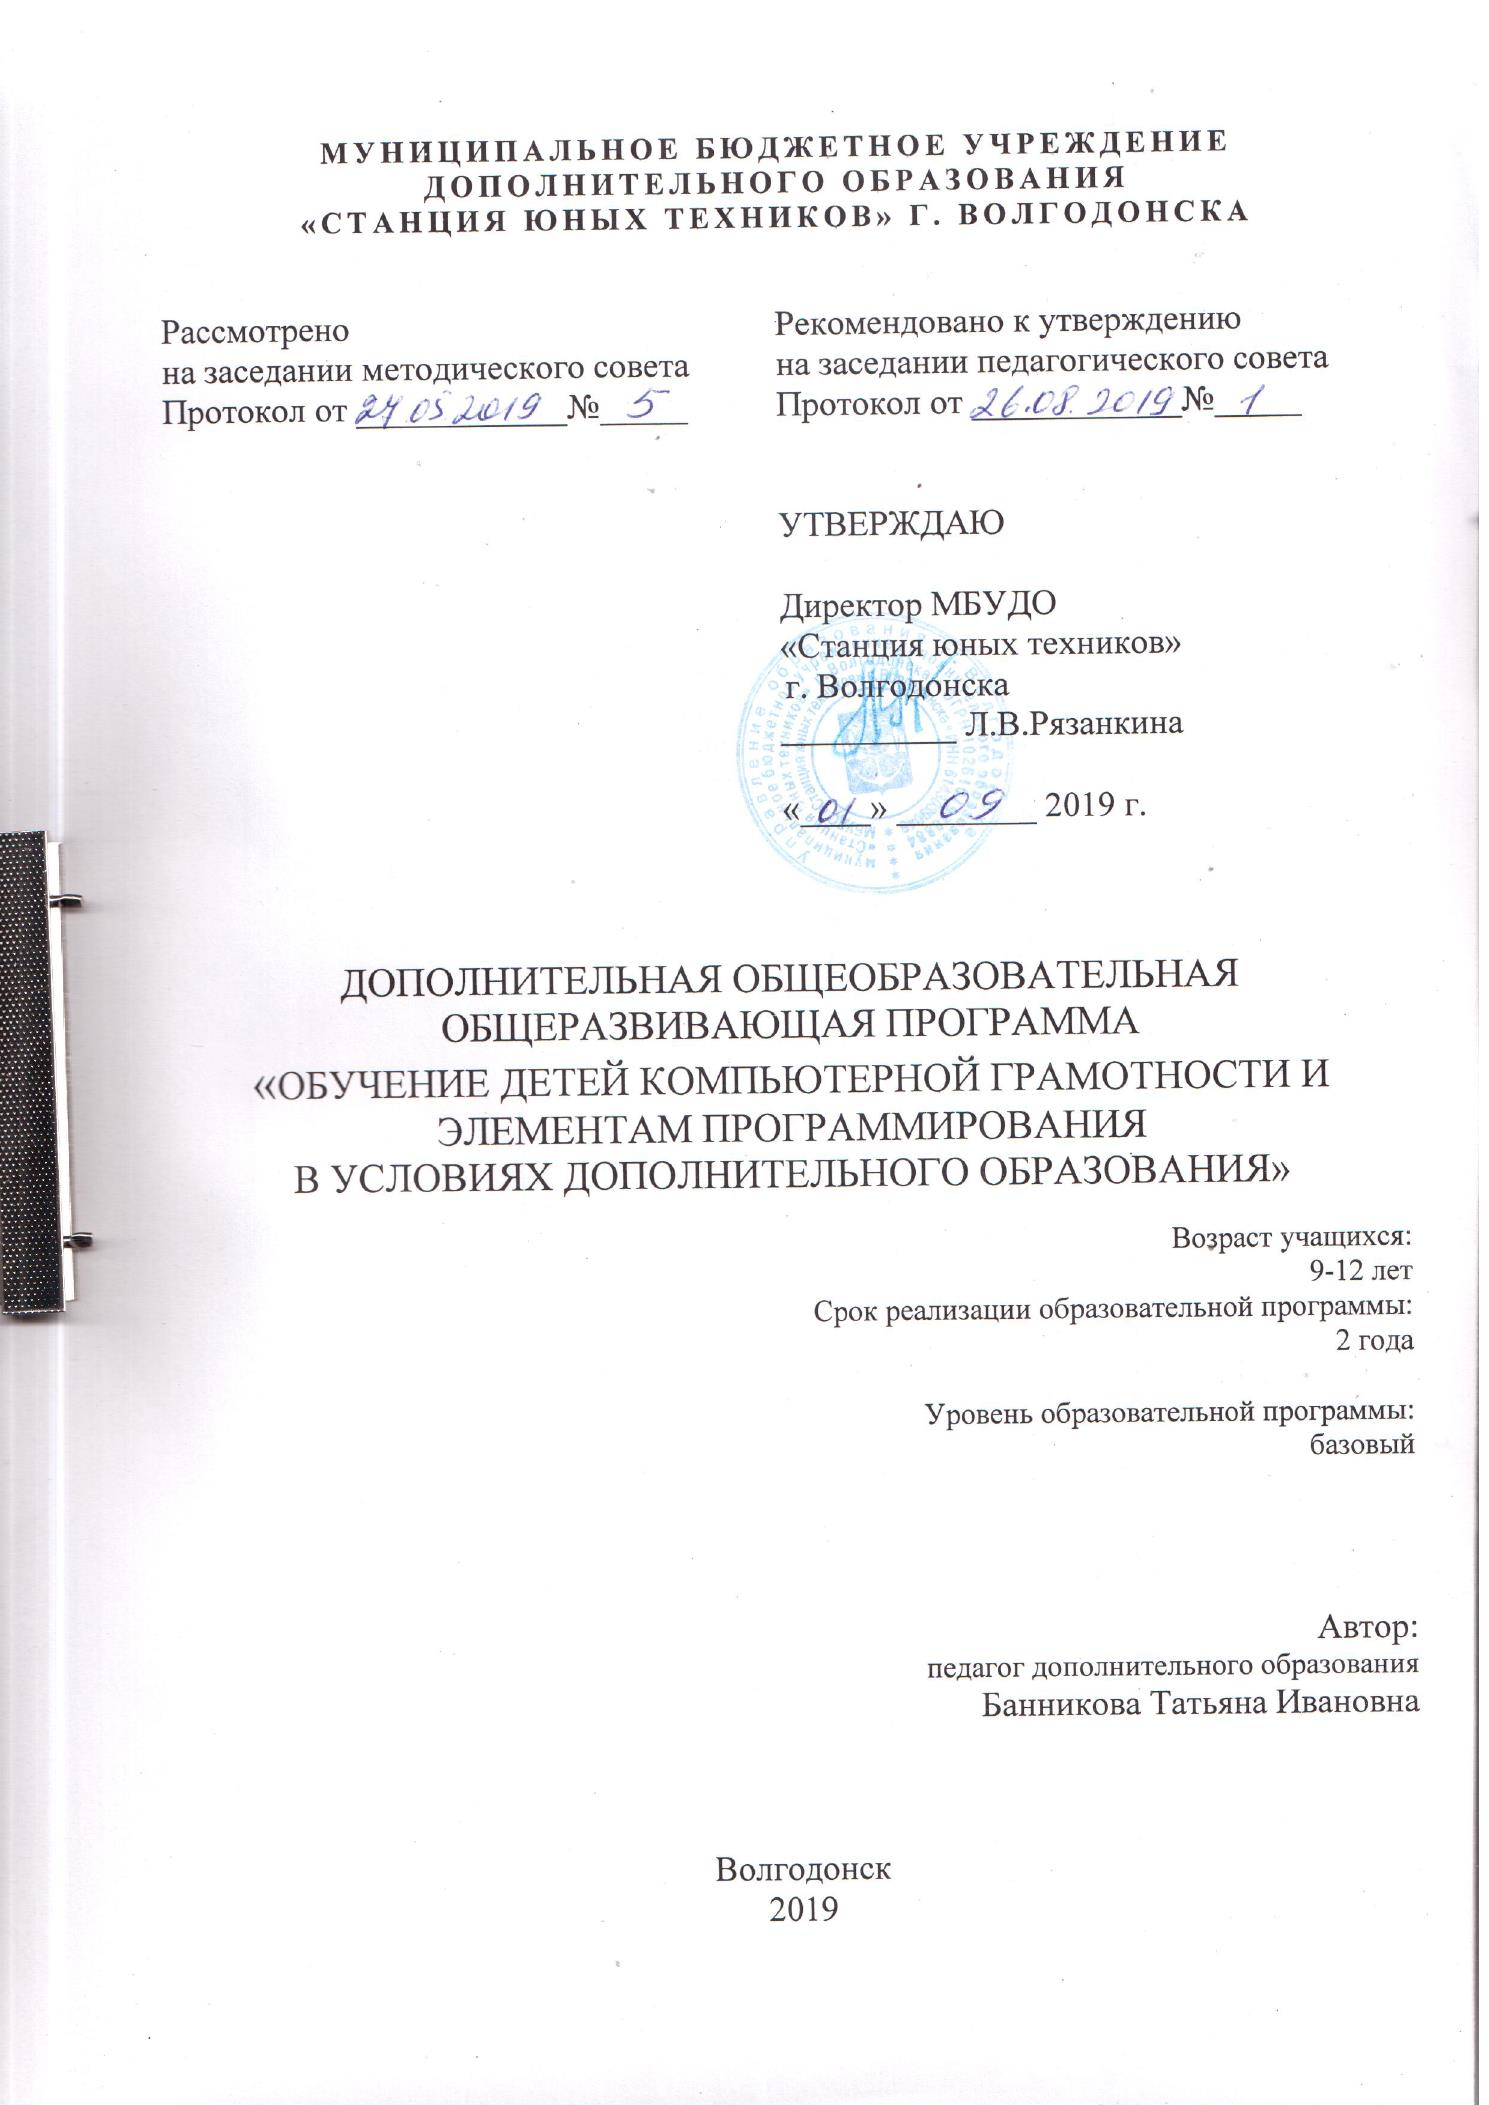 МУНИЦИПАЛЬНОЕ БЮДЖЕТНОЕ УЧРЕЖДЕНИЕ
ДОПОЛНИТЕЛЬНОГО ОБРАЗОВАНИЯ
«СТАНЦИЯ ЮНЫХ ТЕХНИКОВ» Г. ВОЛГОДОНСКА
Рассмотрено
на заседании методического совета
Протокол от 27 05 2019 № 5
Рекомендовано к утверждению
на заседании педагогического совета
Протокол от 26.08.2019 № 1
УТВЕРЖДАЮ
Директор МБУДО
«Станция юных техников»
г. Волгодонска
Л.В.Рязанкина
«01» 09 2019 г.
ДОПОЛНИТЕЛЬНАЯ ОБЩЕОБРАЗОВАТЕЛЬНАЯ
ОБЩЕРАЗВИВАЮЩАЯ ПРОГРАММА
«ОБУЧЕНИЕ ДЕТЕЙ КОМПЬЮТЕРНОЙ ГРАМОТНОСТИ И
ЭЛЕМЕНТАМ ПРОГРАММИРОВАНИЯ
В УСЛОВИЯХ ДОПОЛНИТЕЛЬНОГО ОБРАЗОВАНИЯ»
Возраст учащихся:
9-12 лет
Срок реализации образовательной программы:
2 года
Уровень образовательной программы:
базовый
Автор:
педагог дополнительного образования
Банникова Татьяна Ивановна
Волгодонск
2019